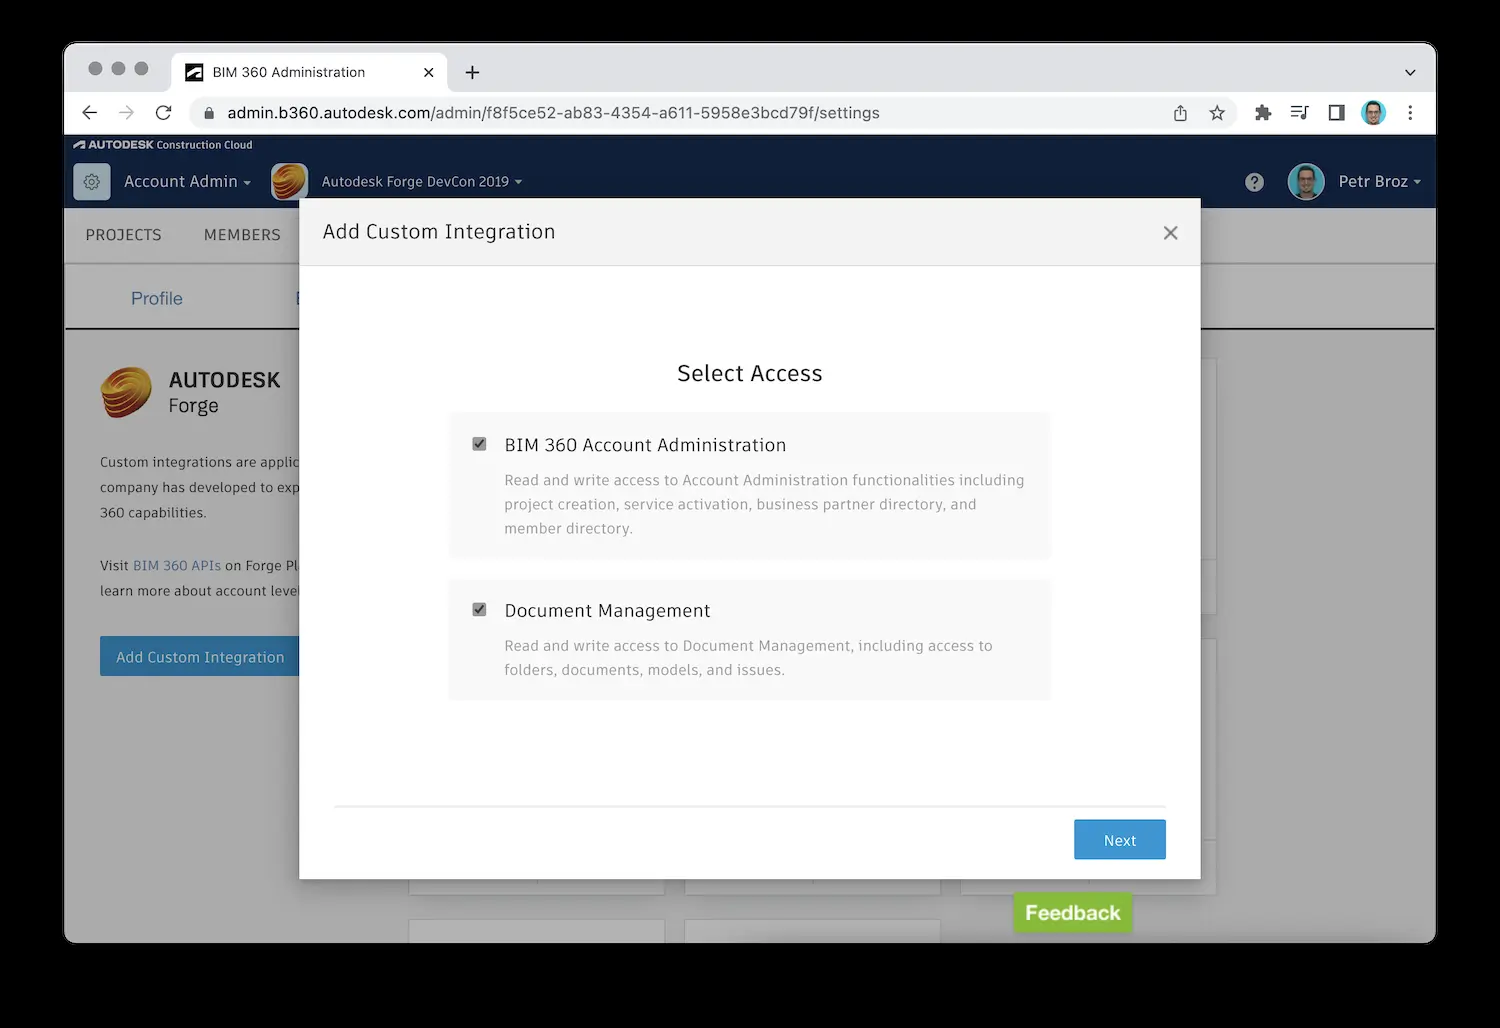 BIM 360 Administration
admin.b360.autodesk.com/admin/f8f5ce52-ab83-4354-a611-5958e3bcd79f/settings
AUTODESK Construction Cloud
Account Admin
Autodesk Forge DevCon 2019
Petr Broz
PROJECTS
MEMBERS
Profile
AUTODESK
Forge
Custom integrations are applic
company has developed to exp
360 capabilities.
Visit BIM 360 APIs on Forge Pl
learn more about account leve
Add Custom Integration
Add Custom Integration
Select Access
BIM 360 Account Administration
Read and write access to Account Administration functionalities including
project creation, service activation, business partner directory, and
member directory.
Document Management
Read and write access to Document Management, including access to
folders, documents, models, and issues.
Next
Feedback